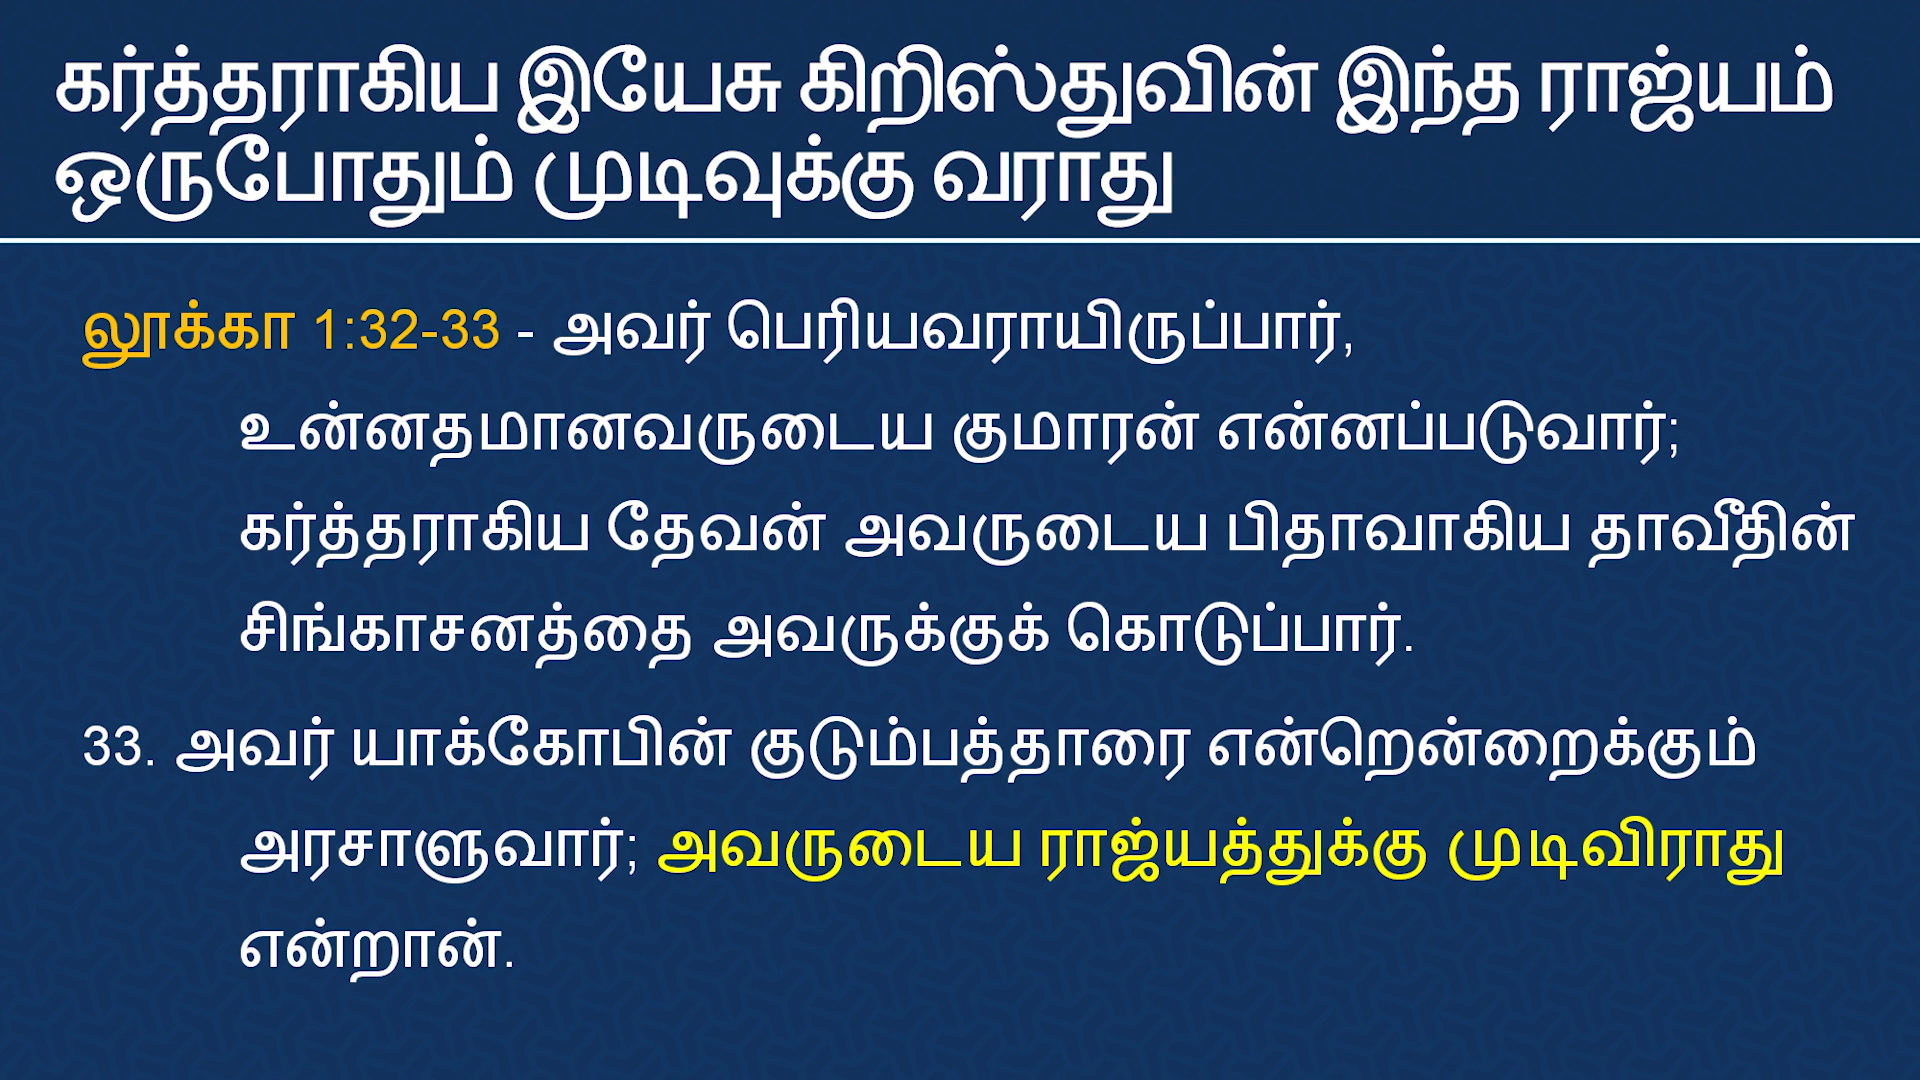 கர்த்தராகிய இயேசு கிறிஸ்துவின் இந்த ராஜ்யம்
ஒருபோதும் முடிவுக்கு வராது
லூக்கா 1:32-33 - அவர் பெரியவராயிருப்பார்,
உன்னதமானவருடைய குமாரன் என்னப்படுவார்;
கர்த்தராகிய தேவன் அவருடைய பிதாவாகிய தாவீதின்
சிங்காசனத்தை அவருக்குக் கொடுப்பார்.
33. அவர் யாக்கோபின் குடும்பத்தாரை என்றென்றைக்கும்
அரசாளுவார்; அவருடைய ராஜ்யத்துக்கு முடிவிராது
என்றான்.